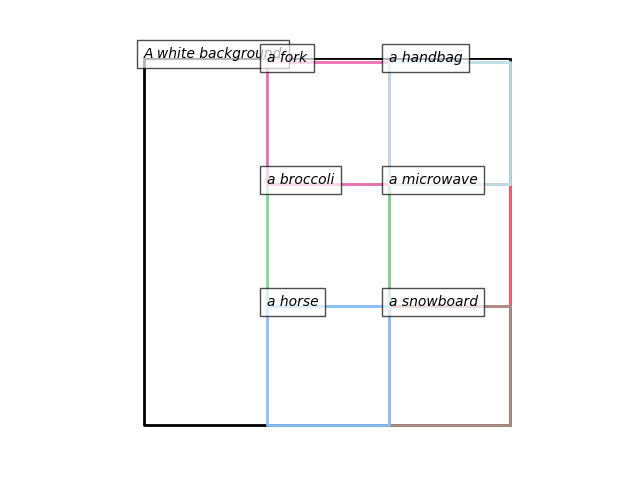 A white background
a fork
a handbag
a broccoli
a microwave
a horse
a snowboard